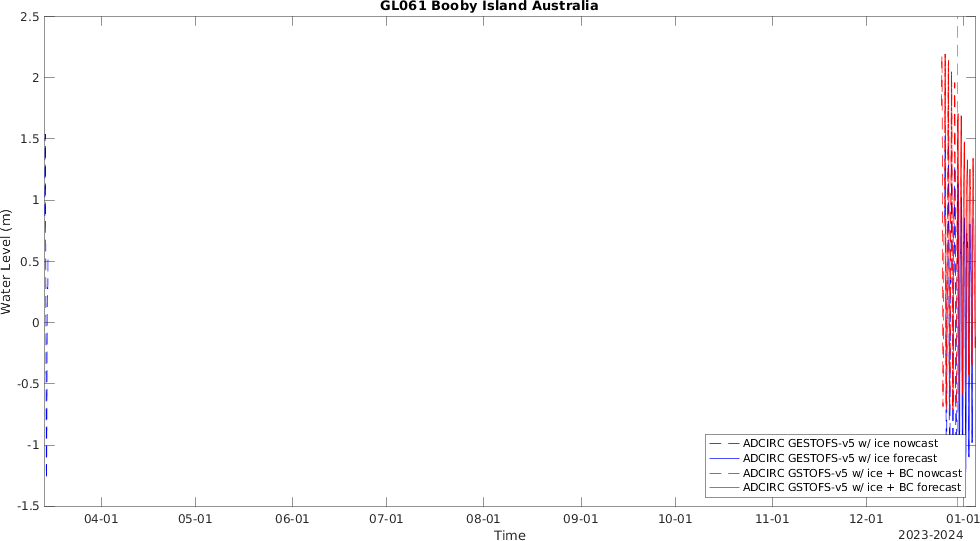 GL061 Booby Island Australia
2.5
2
1.5
1
0.5
0
-0.5
-1
-1.5
Water Level (m)
ADCIRC GESTOFS-v5 w/ ice nowcast
ADCIRC GESTOFS-v5 w/ ice forecast
ADCIRC GSTOFS-v5 w/ ice + BC nowcast
ADCIRC GSTOFS-v5 w/ ice + BC forecast
04-01 05-01 06-01 07-01 08-01 09-01 10-01 11-01 12-01 01-01
Time
2023-2024